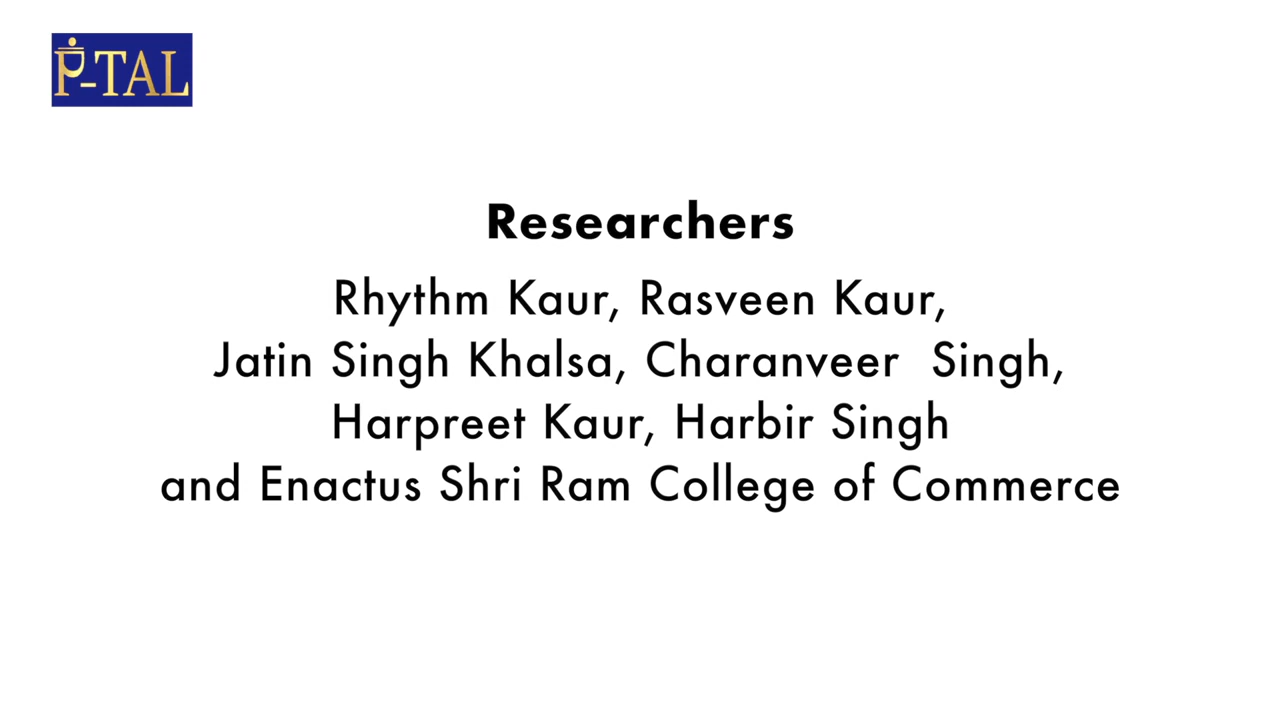 P-TAL
Researchers
Rhythm Kaur, Rasveen Kaur,
Jatin Singh Khalsa, Charanveer  Singh,
Harpreet Kaur, Harbir Singh
and Enactus Shri Ram College of Commerce